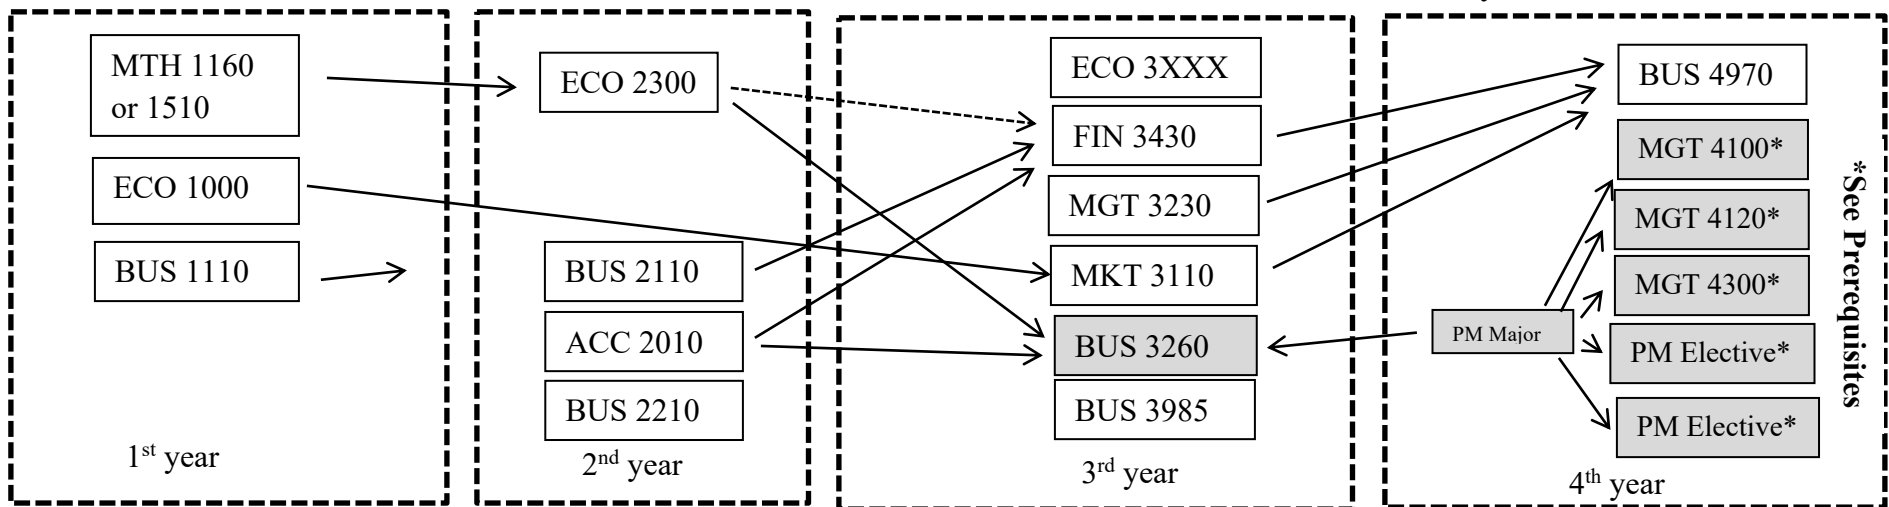 MTH 1160
or 1510
ECO 1000
BUS 1110
1st year
ECO 2300
BUS 2110
ACC 2010
BUS 2210
2nd year
ECO 3XXX
FIN 3430
MGT 3230
MKT 3110
BUS 3260
BUS 3985
3rd year
BUS 4970
MGT 4100*
MGT 4120*
MGT 4300*
PM Major
PM Elective*
PM Elective*
4th year
*See Prerequisites